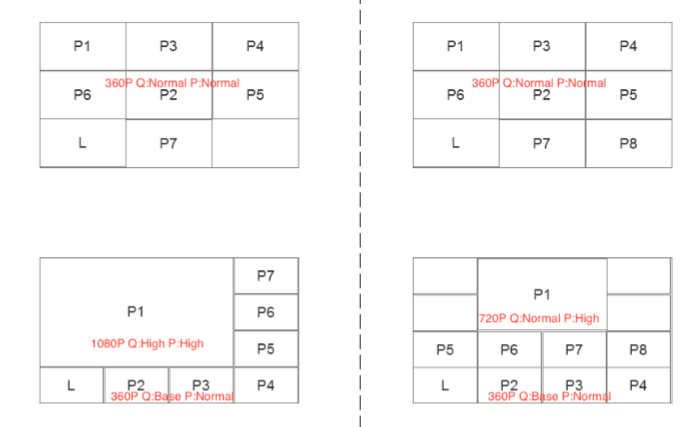 P1 P3 P4
360P Q:Normal P:Normal
P6 P2 P5
L P7
P1 P3 P4
360P Q:Normal P:Normal
P6 P2 P5
L P7 P8
P7
P1
P6
1080P Q:High P:High
P5
L P2 P3 P4
360P Q:Base P:Normal
P1
720P Q:Normal P:High
P5 P6 P7 P8
L P2 P3 P4
360P Q:Base P:Normal